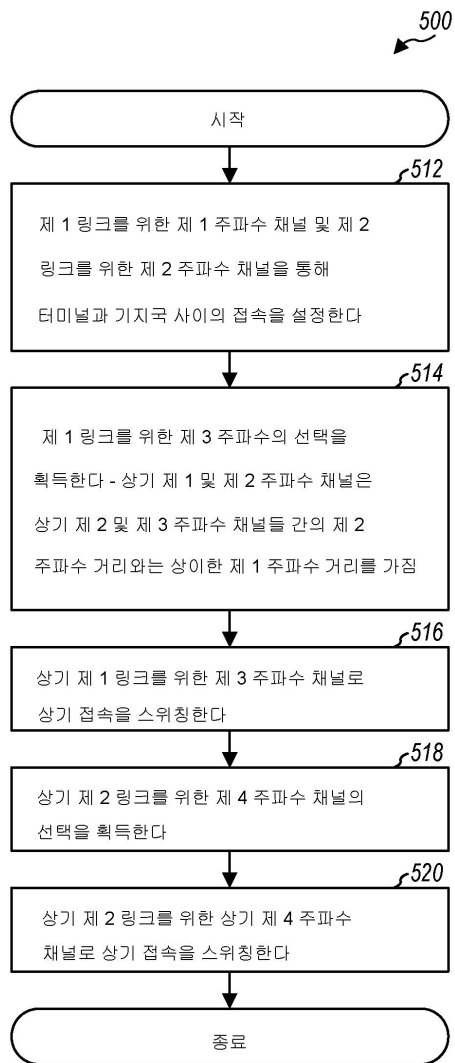 500
시작
512
제 1 링크를 위한 제 1 주파수 채널 및 제 2
링크를 위한 제 2 주파수 채널을 통해
터미널과 기지국 사이의 접속을 설정한다
514
제 1 링크를 위한 제 3 주파수의 선택을
획득한다 - 상기 제 1 및 제 2 주파수 채널은
상기 제 2 및 제 3 주파수 채널들 간의 제 2
주파수 거리와는 상이한 제 1 주파수 거리를 가짐
516
상기 제 1 링크를 위한 제 3 주파수 채널로
상기 접속을 스위칭한다
518
상기 제 2 링크를 위한 제 4 주파수 채널의
선택을 획득한다
520
상기 제 2 링크를 위한 상기 제 4 주파수
채널로 상기 접속을 스위칭한다
종료